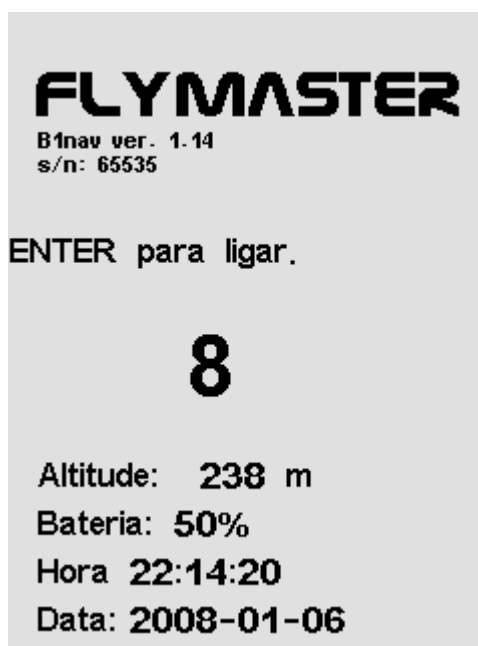 FLYMASTER
B1nav ver. 1.14
s/n: 65535
ENTER para ligar.
8
Altitude: 238 m
Bateria: 50%
Hora 22:14:20
Data: 2008-01-06